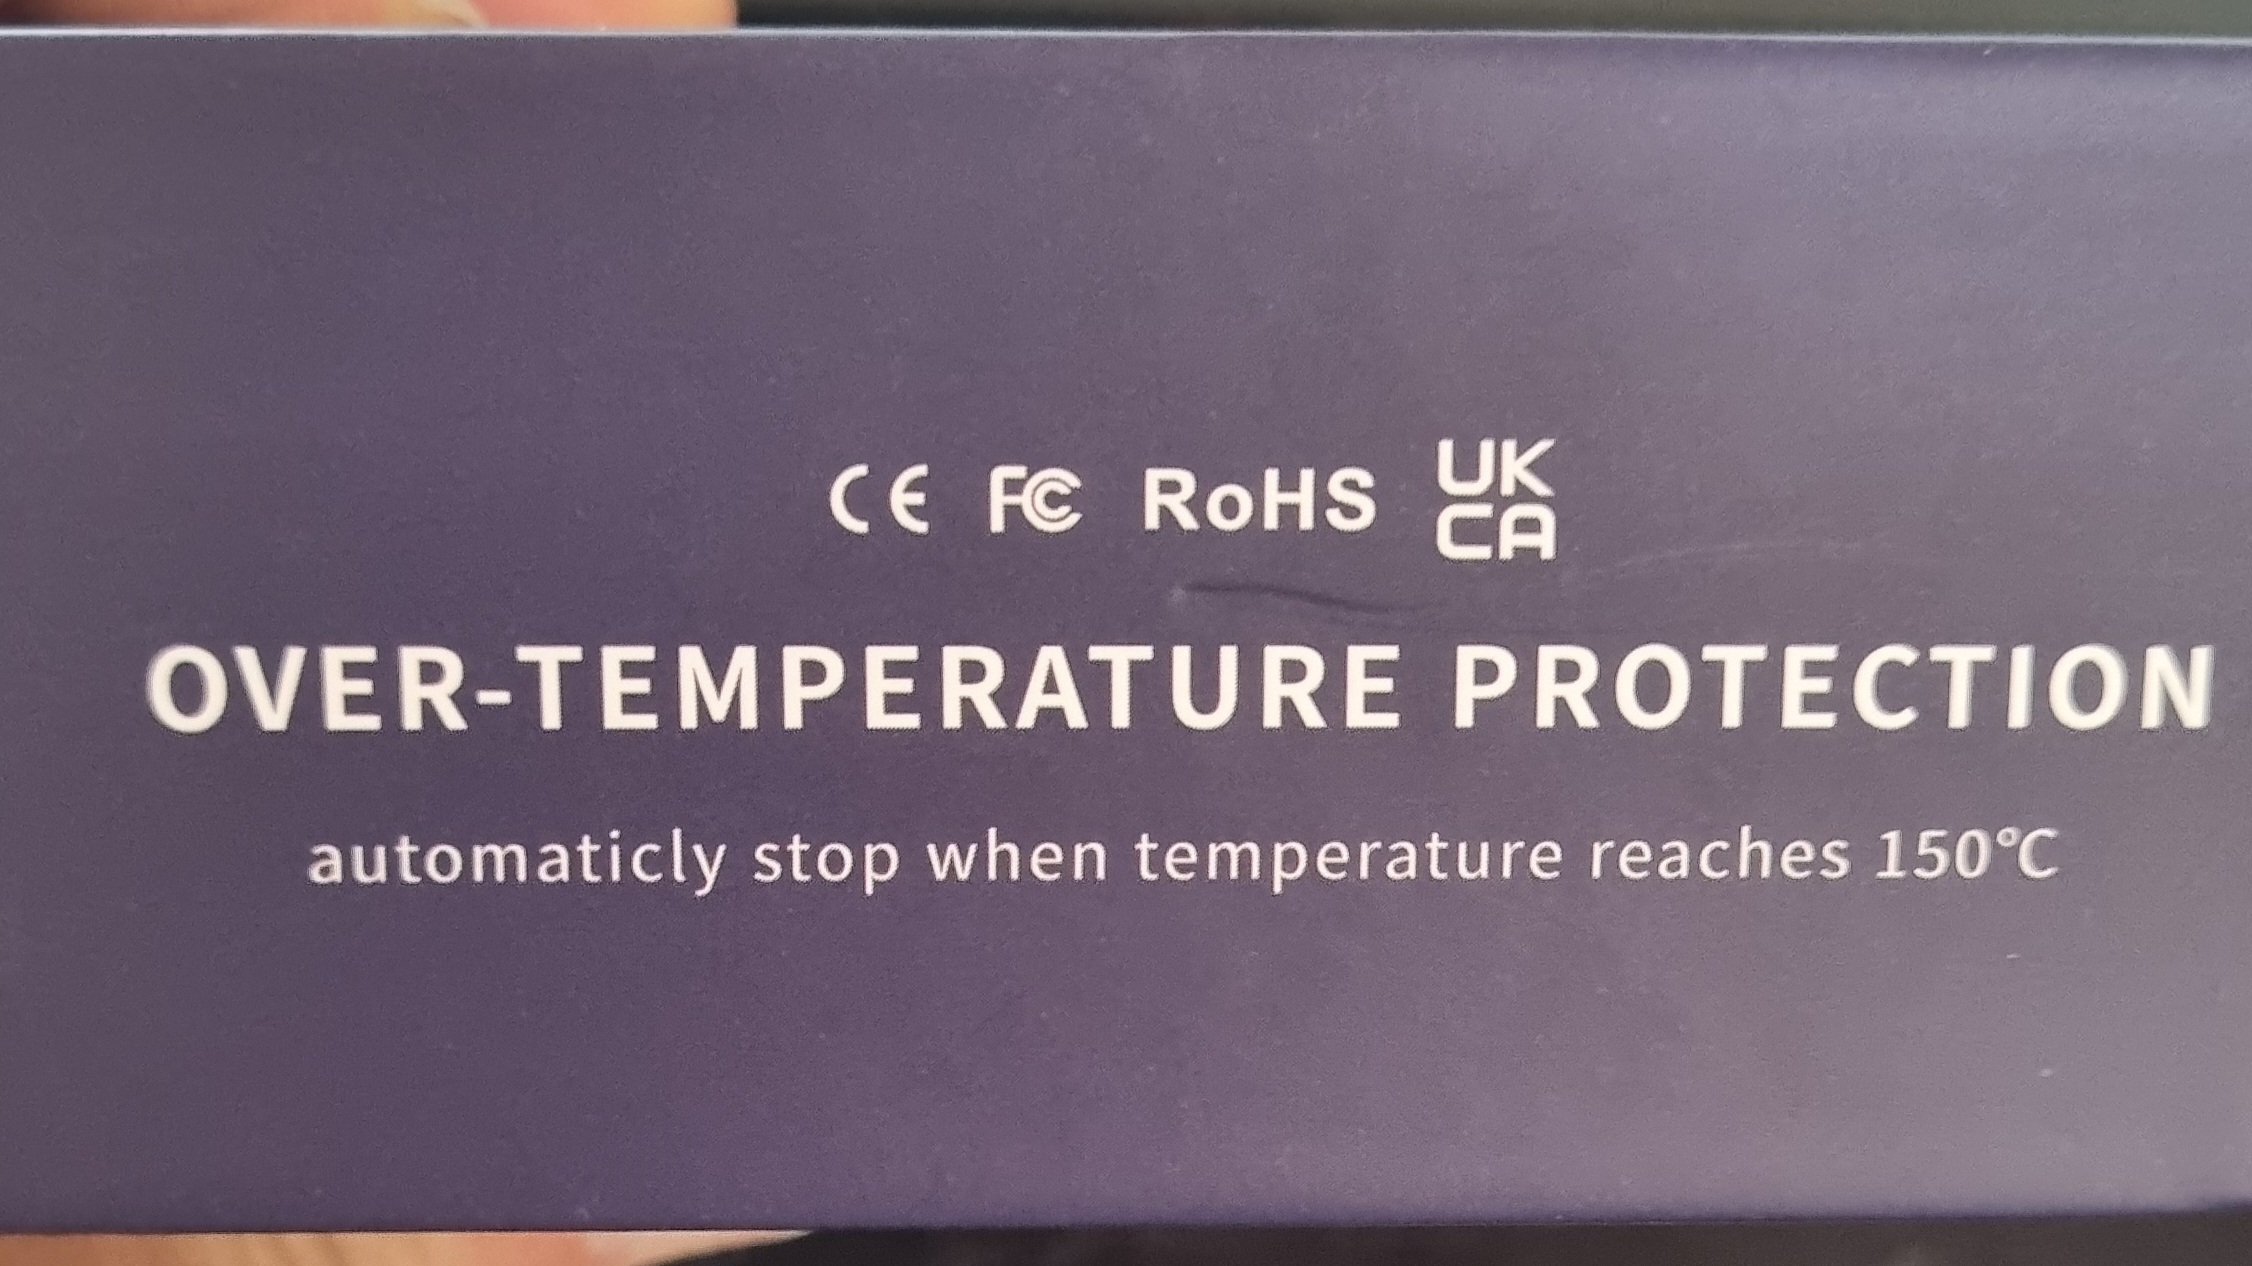 CE FC RoHS UK CA
OVER-TEMPERATURE PROTECTION
automaticly stop when temperature reaches 150℃